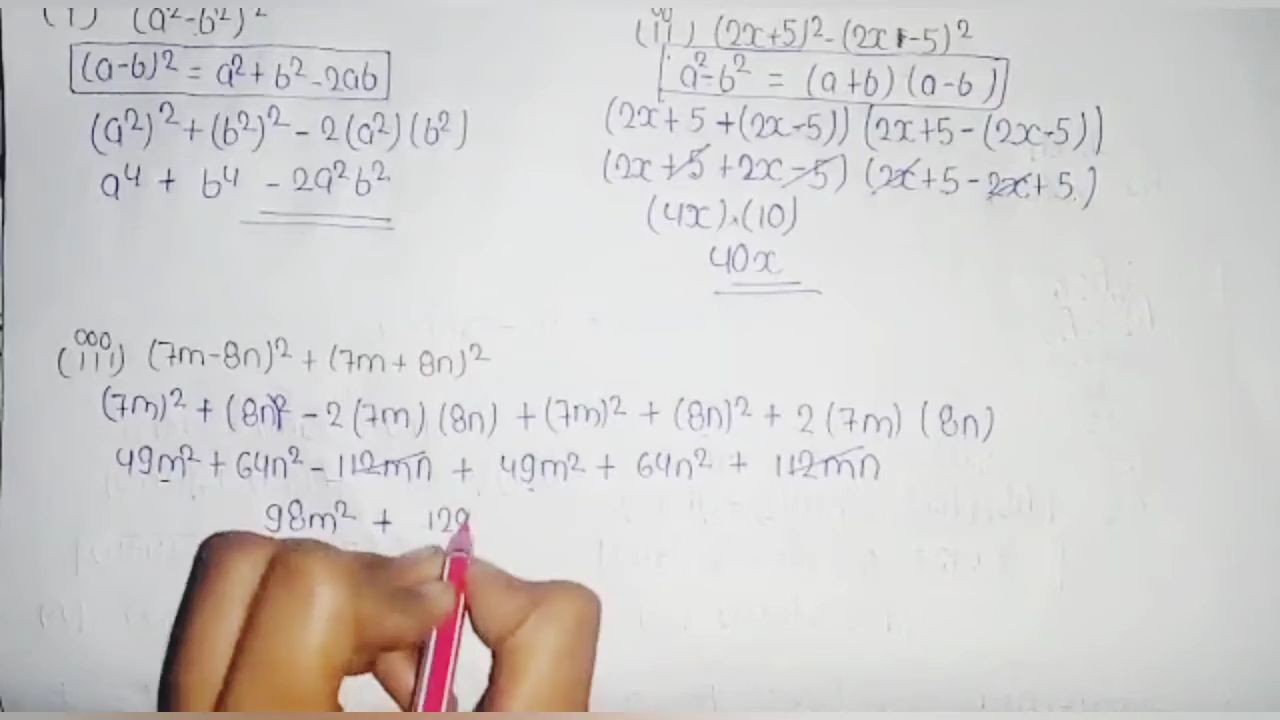 (i) (a²-b²)²
(a-b)² = a²+b²-2ab
(a²)²+(b²)²-2(a²)(b²)
a⁴ + b⁴ - 2a²b²
(ii) (2x+5)²-(2x-5)²
a²-b² = (a+b)(a-b)
(2x+5+(2x-5)) (2x+5-(2x-5))
(2x+5+2x-5) (2x+5-2x+5)
(4x)×(10)
40x
(iii) (7m-8n)²+(7m+8n)²
(7m)²+(8n)²-2(7m)(8n)+(7m)²+(8n)²+2(7m)(8n)
49m²+64n²-112mn+49m²+64n²+112mn
98m² +